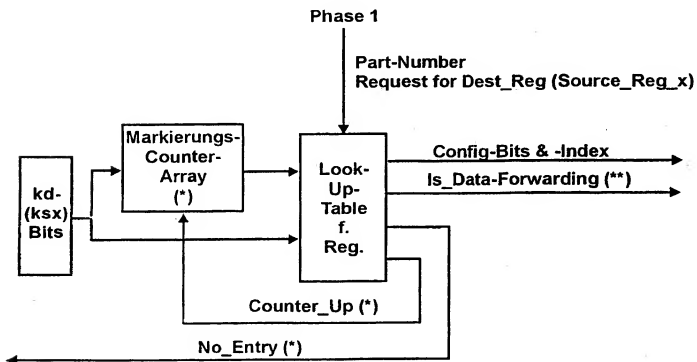 Phase 1
Part-Number
Request for Dest_Reg (Source_Reg_x)
Markierungs-
Counter-
Array
(*)
kd-
(ksx)
Bits
Look-
Up-
Table
f.
Reg.
Config-Bits & -Index
Is_Data-Forwarding (**)
Counter_Up (*)
No_Entry (*)